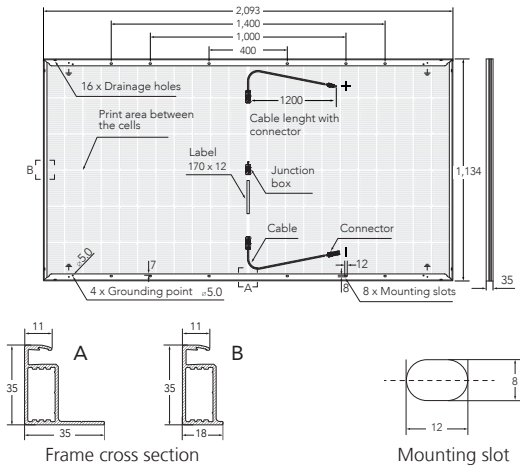 2,093
1,400
1,000
400
16 x Drainage holes
+
1200
Print area between
the cells
Cable lenght with
connector
B
Label
170 x 12
Junction
box
1,134
Cable
Connector
ø5.0
7
-
12
4 x Grounding point ø5.0
A
8
8 x Mounting slots
35
11
A
35
35
11
B
35
18
8
12
Frame cross section
Mounting slot